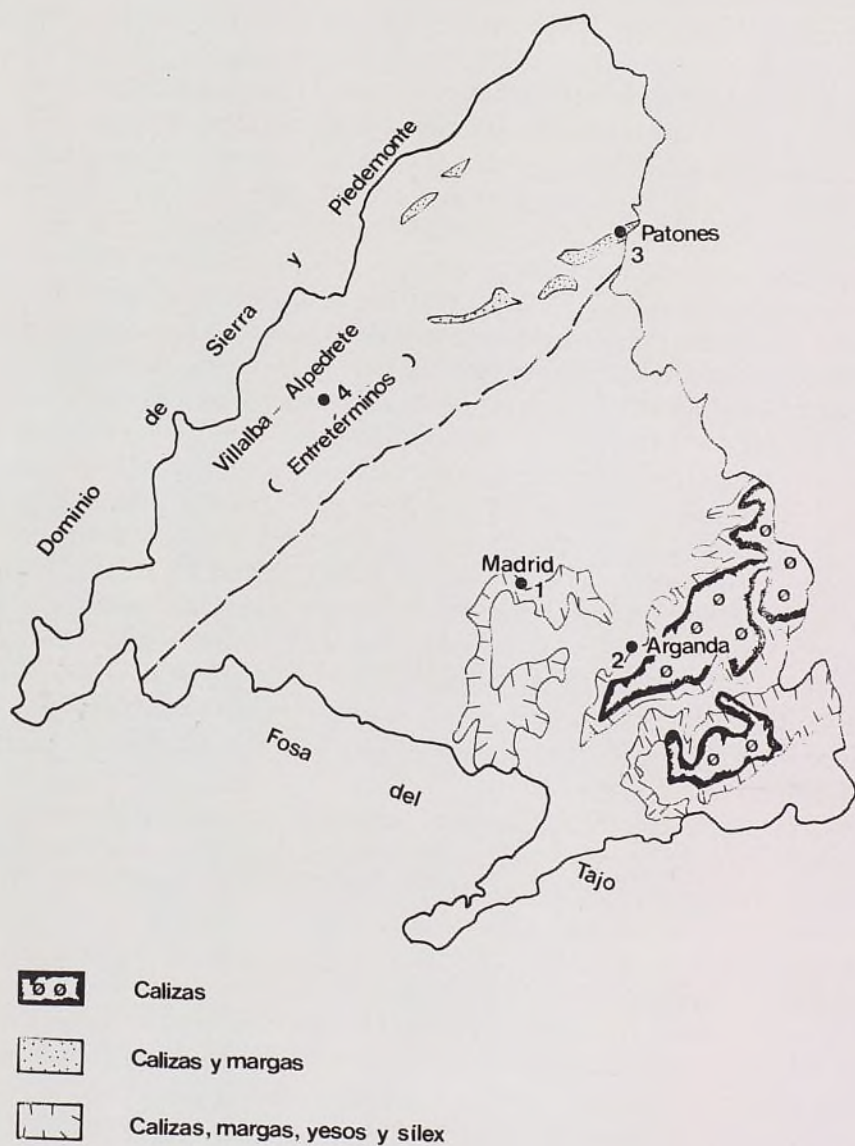 Dominio de Sierra y Piedemonte
Patones
3
Villalba - Alpedrete
4
( Entretérminos )
Madrid
1
2
Arganda
Fosa del Tajo
Calizas
Calizas y margas
Calizas, margas, yesos y sílex